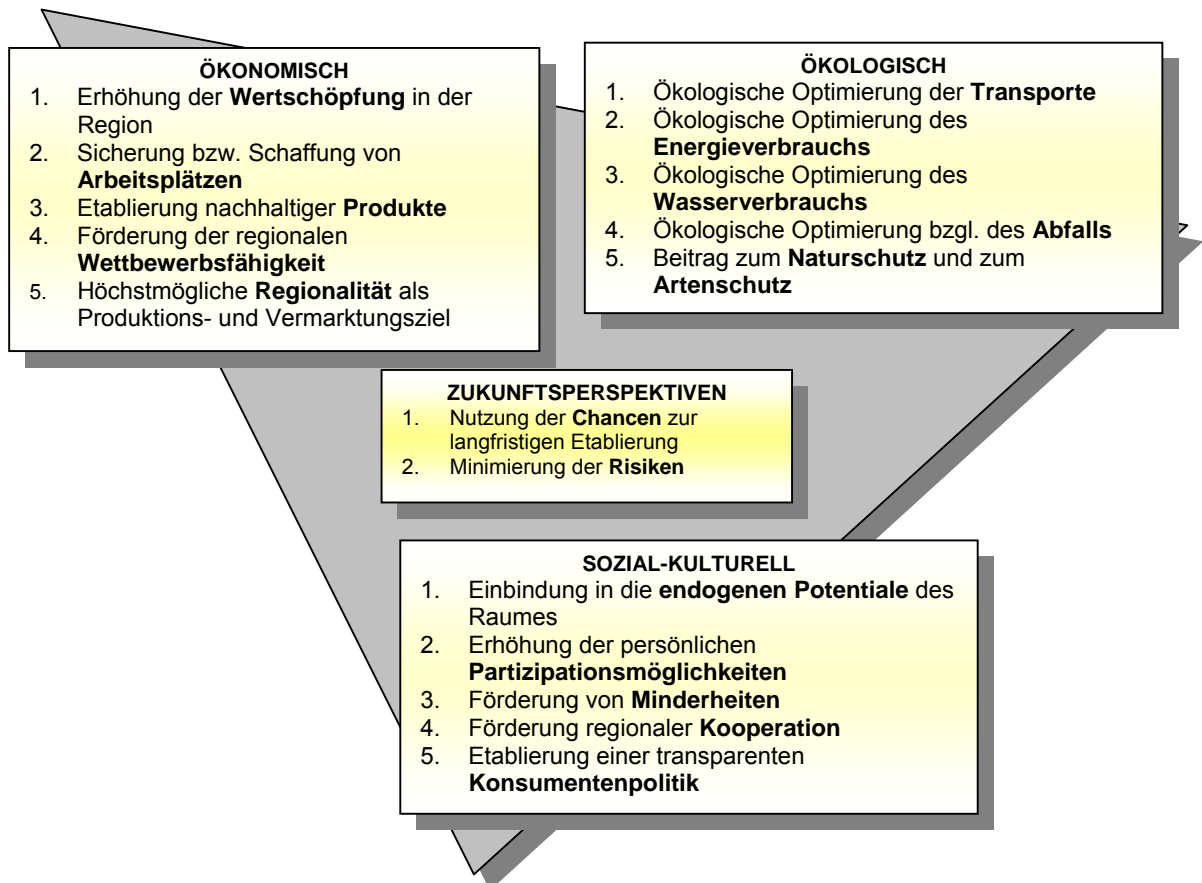 ÖKONOMISCH
1. Erhöhung der Wertschöpfung in der
Region
2. Sicherung bzw. Schaffung von
Arbeitsplätzen
3. Etablierung nachhaltiger Produkte
4. Förderung der regionalen
Wettbewerbsfähigkeit
5. Höchstmögliche Regionalität als
Produktions- und Vermarktungsziel
ÖKOLOGISCH
1. Ökologische Optimierung der Transporte
2. Ökologische Optimierung des
Energieverbrauchs
3. Ökologische Optimierung des
Wasserverbrauchs
4. Ökologische Optimierung bzgl. des Abfalls
5. Beitrag zum Naturschutz und zum
Artenschutz
ZUKUNFTSPERSPEKTIVEN
1. Nutzung der Chancen zur
langfristigen Etablierung
2. Minimierung der Risiken
SOZIAL-KULTURELL
1. Einbindung in die endogenen Potentiale des
Raumes
2. Erhöhung der persönlichen
Partizipationsmöglichkeiten
3. Förderung von Minderheiten
4. Förderung regionaler Kooperation
5. Etablierung einer transparenten
Konsumentenpolitik